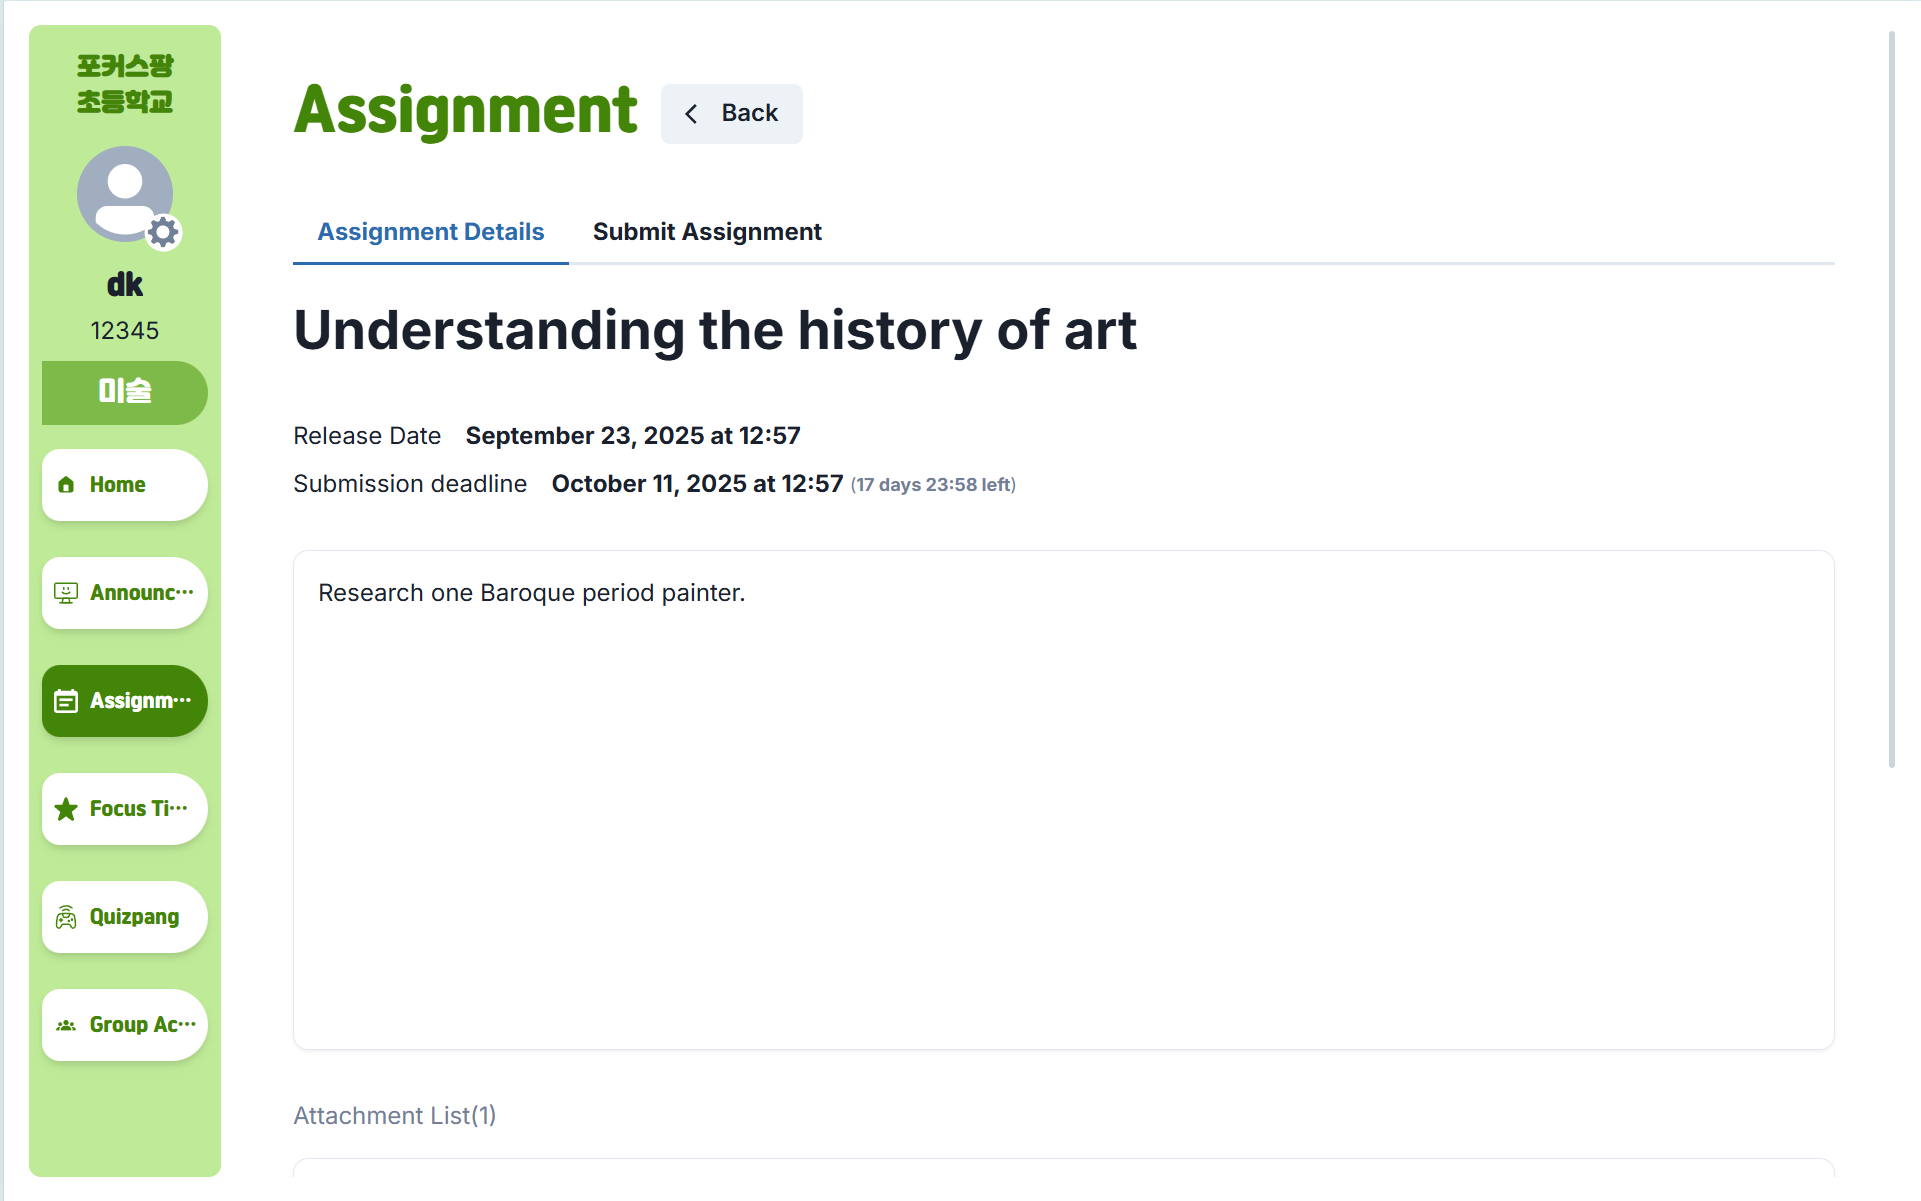 포커스팡
초등학교
dk
12345
미술
Home
Announc···
Assignm···
Focus Ti···
Quizpang
Group Ac···
Assignment
Back
Assignment Details
Submit Assignment
Understanding the history of art
Release Date September 23, 2025 at 12:57
Submission deadline October 11, 2025 at 12:57 (17 days 23:58 left)
Research one Baroque period painter.
Attachment List(1)